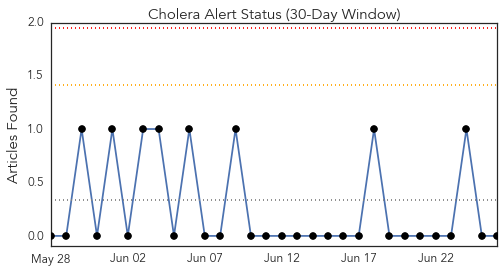 Cholera Alert Status (30-Day Window)
2.0
1.5
1.0
0.5
0.0
Articles Found
May 28 Jun 02 Jun 07 Jun 12 Jun 17 Jun 22